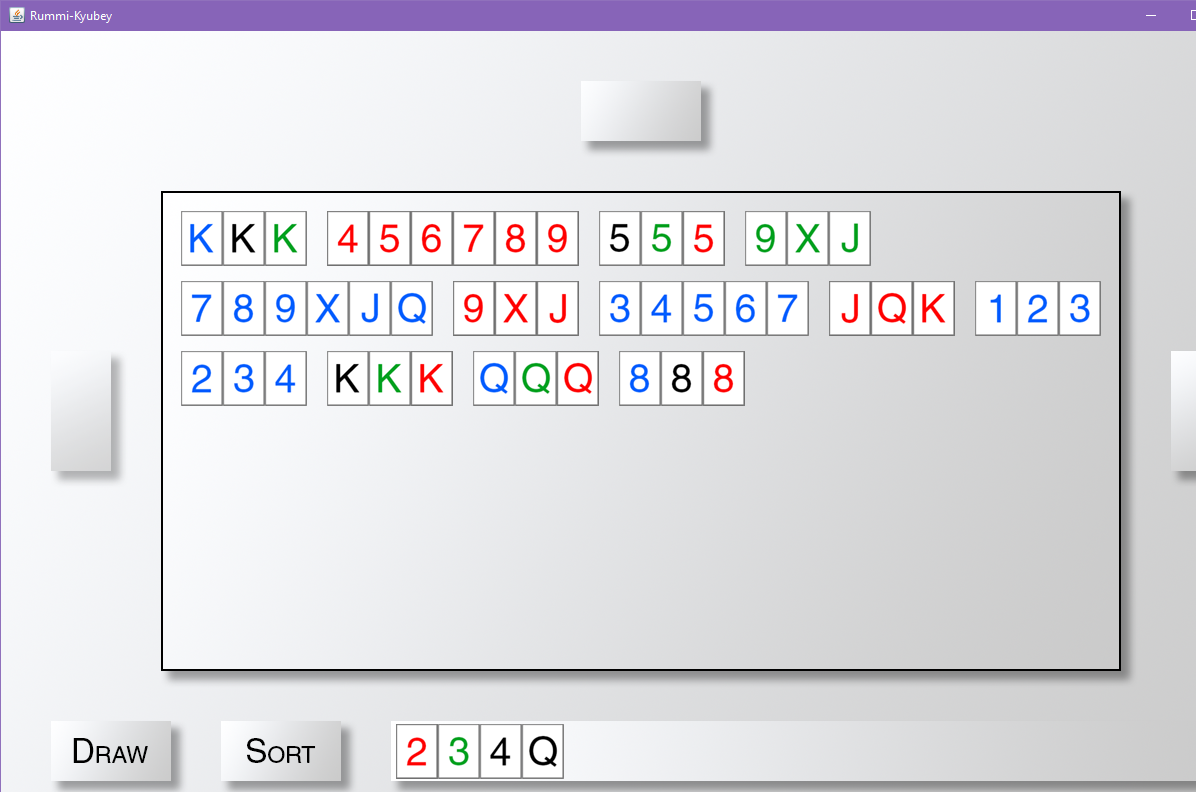 Rummi-Kyubey
K K K 4 5 6 7 8 9 5 5 5 9 X J
7 8 9 X J Q 9 X J 3 4 5 6 7 J Q K 1 2 3
2 3 4 K K K Q Q Q 8 8 8
DRAW SORT 2 3 4 Q